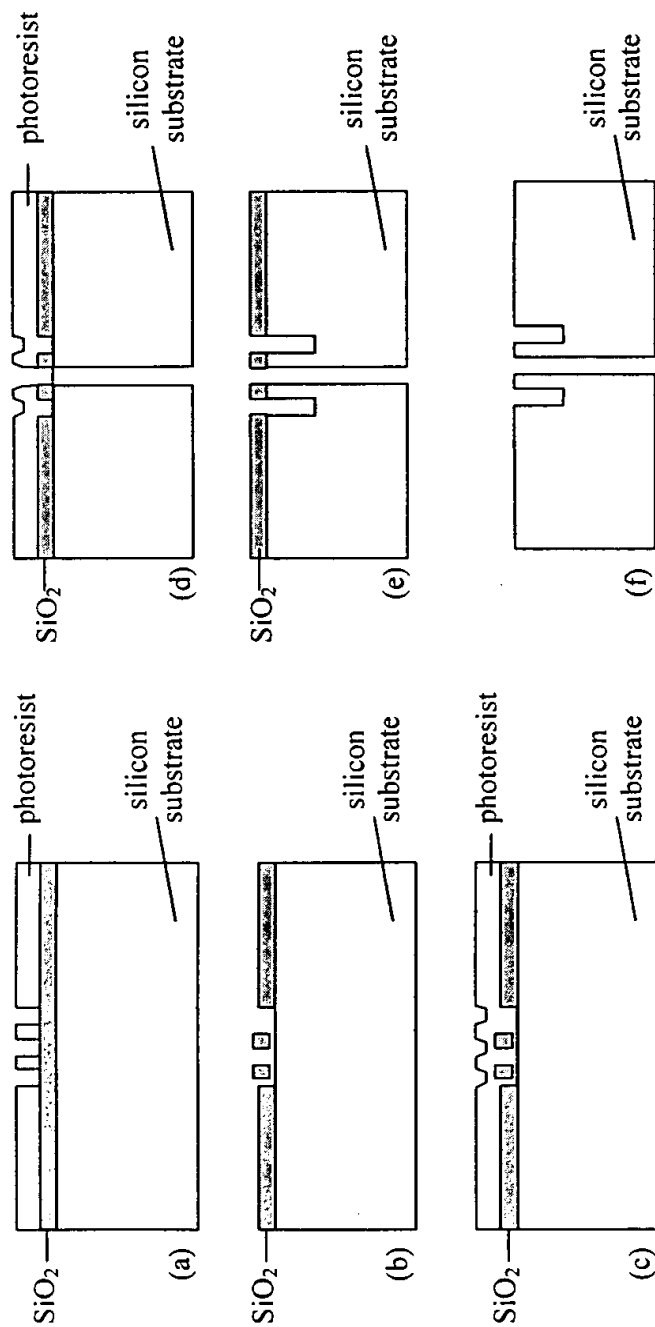 photoresist
SiO₂
silicon
substrate
(a)
SiO₂
silicon
substrate
(b)
photoresist
SiO₂
silicon
substrate
(c)
photoresist
SiO₂
silicon
substrate
(d)
SiO₂
silicon
substrate
(e)
silicon
substrate
(f)